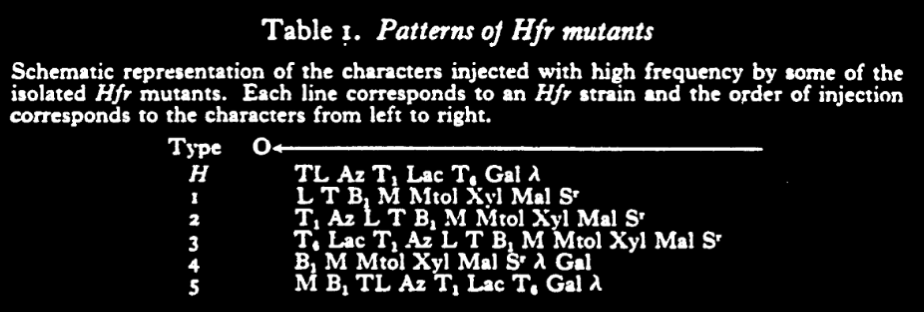 Table 1. Patterns of Hfr mutants
Schematic representation of the characters injected with high frequency by some of the
isolated Hfr mutants. Each line corresponds to an Hfr strain and the order of injection
corresponds to the characters from left to right.
Type O←
H TL Az T₁ Lac T₆ Gal λ
1 L T B₁ M Mtol Xyl Mal Sʳ
2 T₁ Az L T B₁ M Mtol Xyl Mal Sʳ
3 T₆ Lac T₁ Az L T B₁ M Mtol Xyl Mal Sʳ
4 B₁ M Mtol Xyl Mal Sʳ λ Gal
5 M B₁ TL Az T₁ Lac T₆ Gal λ